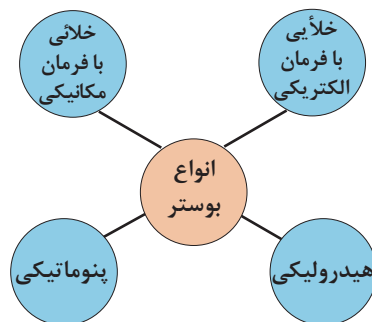 خلأیی
با فرمان
الکتریکی
خلائی
با فرمان
مکانیکی
انواع
بوستر
هیدرولیکی
پنوماتیکی